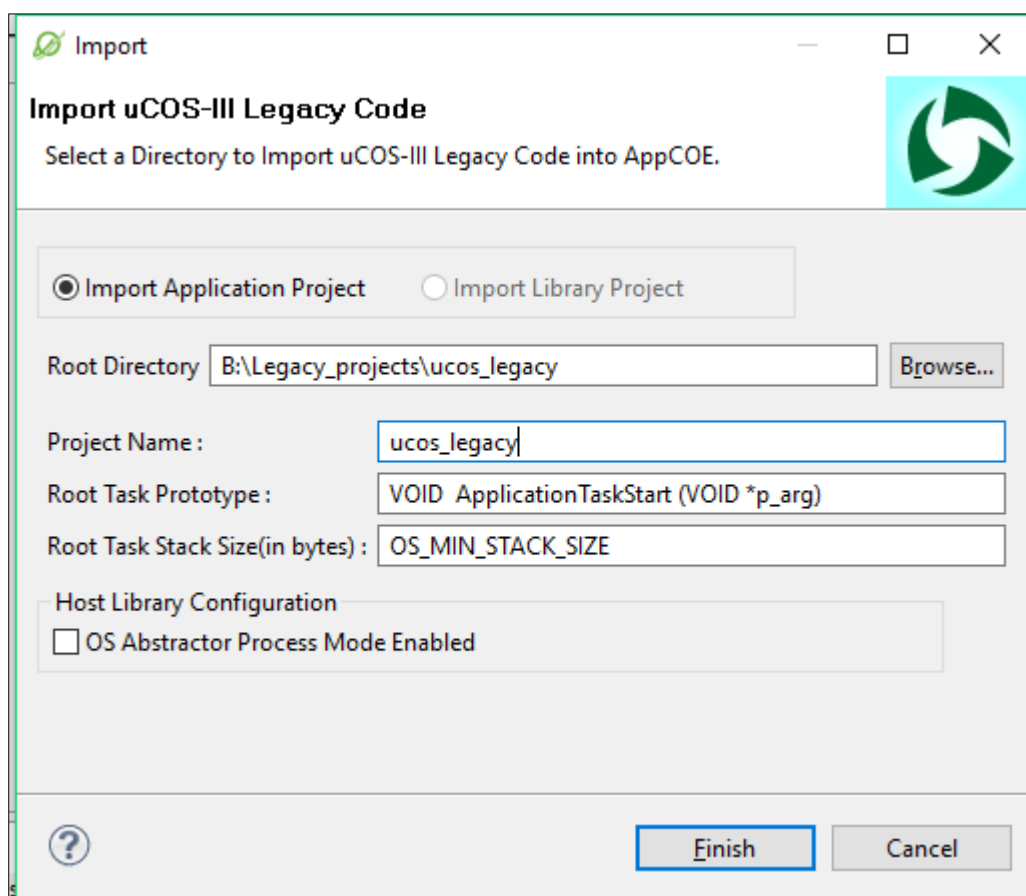 Import
Import uCOS-III Legacy Code
Select a Directory to Import uCOS-III Legacy Code into AppCOE.
Import Application Project Import Library Project
Root Directory B:\Legacy_projects\ucos_legacy Browse...
Project Name : ucos_legacy
Root Task Prototype : VOID ApplicationTaskStart (VOID *p_arg)
Root Task Stack Size(in bytes) : OS_MIN_STACK_SIZE
Host Library Configuration
OS Abstractor Process Mode Enabled
? Finish Cancel